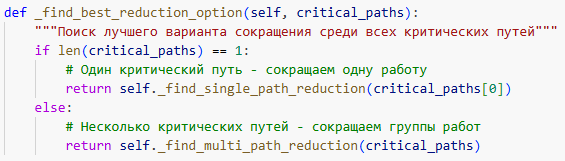 def _find_best_reduction_option(self, critical_paths):
    """Поиск лучшего варианта сокращения среди всех критических путей"""
    if len(critical_paths) == 1:
        # Один критический путь - сокращаем одну работу
        return self._find_single_path_reduction(critical_paths[0])
    else:
        # Несколько критических путей - сокращаем группы работ
        return self._find_multi_path_reduction(critical_paths)